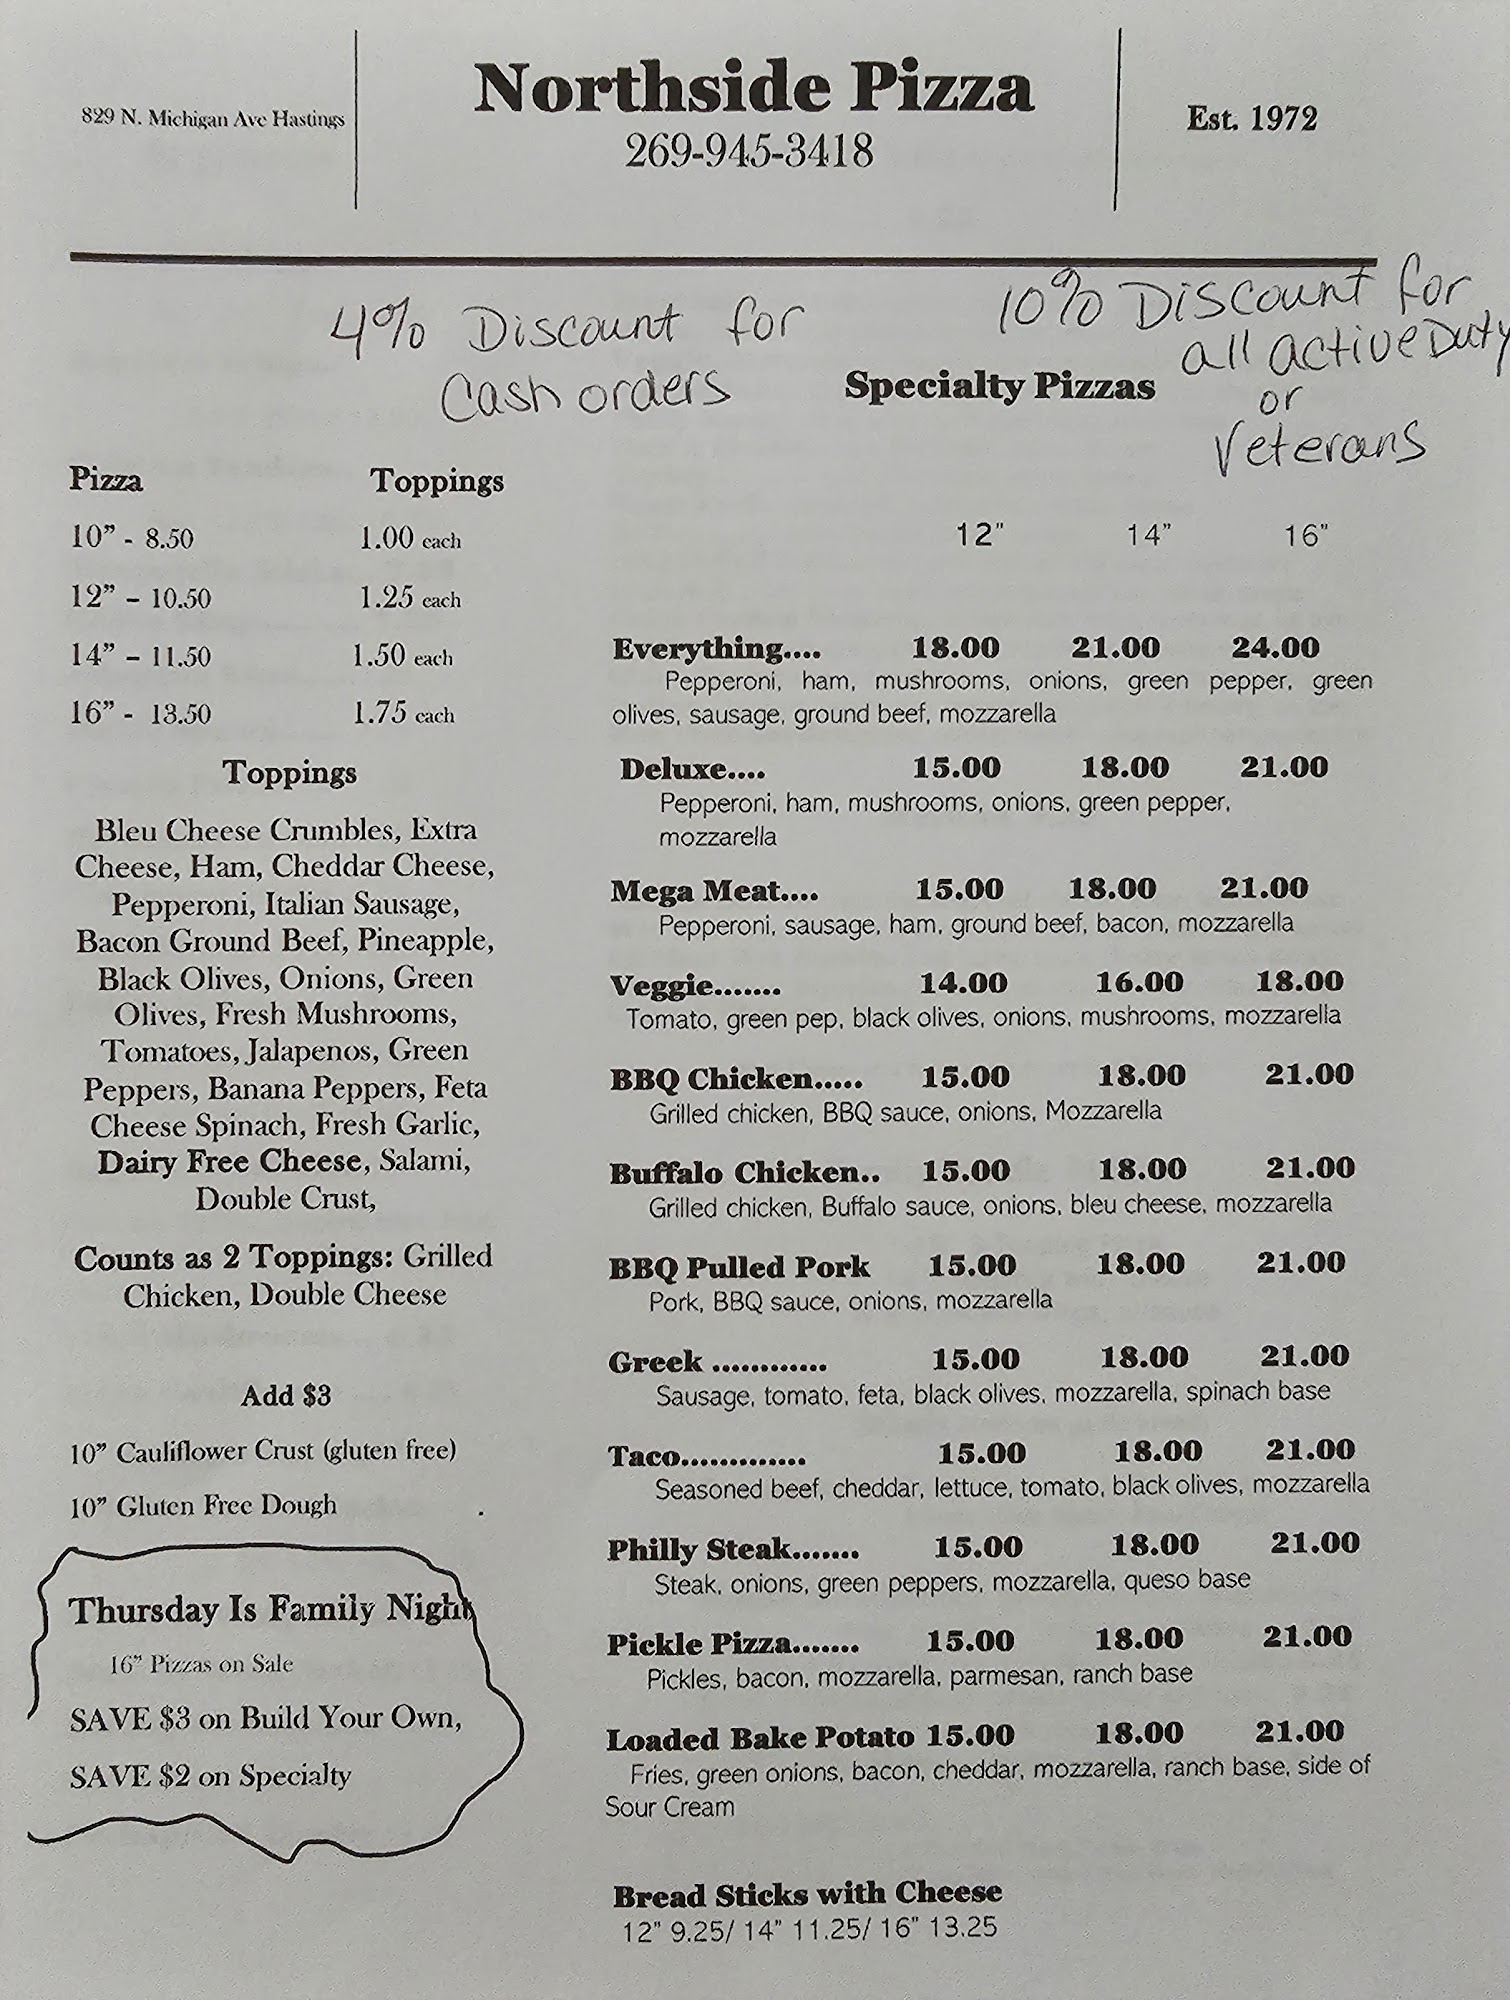 829 N. Michigan Ave Hastings
Northside Pizza
269-945-3418
Est. 1972
4% Discount for
Cash orders
10% Discount for
all active Duty
or
Veterans
Pizza Toppings
10” - 8.50 1.00 each
12” – 10.50 1.25 each
14” – 11.50 1.50 each
16” - 13.50 1.75 each
Toppings
Bleu Cheese Crumbles, Extra
Cheese, Ham, Cheddar Cheese,
Pepperoni, Italian Sausage,
Bacon Ground Beef, Pineapple,
Black Olives, Onions, Green
Olives, Fresh Mushrooms,
Tomatoes, Jalapenos, Green
Peppers, Banana Peppers, Feta
Cheese Spinach, Fresh Garlic,
Dairy Free Cheese, Salami,
Double Crust,
Counts as 2 Toppings: Grilled
Chicken, Double Cheese
Add $3
10” Cauliflower Crust (gluten free)
10” Gluten Free Dough
Thursday Is Family Night
16” Pizzas on Sale
SAVE $3 on Build Your Own,
SAVE $2 on Specialty
Specialty Pizzas
12" 14" 16"
Everything.... 18.00 21.00 24.00
Pepperoni, ham, mushrooms, onions, green pepper, green
olives, sausage, ground beef, mozzarella
Deluxe.... 15.00 18.00 21.00
Pepperoni, ham, mushrooms, onions, green pepper,
mozzarella
Mega Meat.... 15.00 18.00 21.00
Pepperoni, sausage, ham, ground beef, bacon, mozzarella
Veggie....... 14.00 16.00 18.00
Tomato, green pep, black olives, onions, mushrooms, mozzarella
BBQ Chicken..... 15.00 18.00 21.00
Grilled chicken, BBQ sauce, onions, Mozzarella
Buffalo Chicken.. 15.00 18.00 21.00
Grilled chicken, Buffalo sauce, onions, bleu cheese, mozzarella
BBQ Pulled Pork 15.00 18.00 21.00
Pork, BBQ sauce, onions, mozzarella
Greek ............ 15.00 18.00 21.00
Sausage, tomato, feta, black olives, mozzarella, spinach base
Taco............. 15.00 18.00 21.00
Seasoned beef, cheddar, lettuce, tomato, black olives, mozzarella
Philly Steak....... 15.00 18.00 21.00
Steak, onions, green peppers, mozzarella, queso base
Pickle Pizza....... 15.00 18.00 21.00
Pickles, bacon, mozzarella, parmesan, ranch base
Loaded Bake Potato 15.00 18.00 21.00
Fries, green onions, bacon, cheddar, mozzarella, ranch base, side of
Sour Cream
Bread Sticks with Cheese
12" 9.25/ 14" 11.25/ 16" 13.25